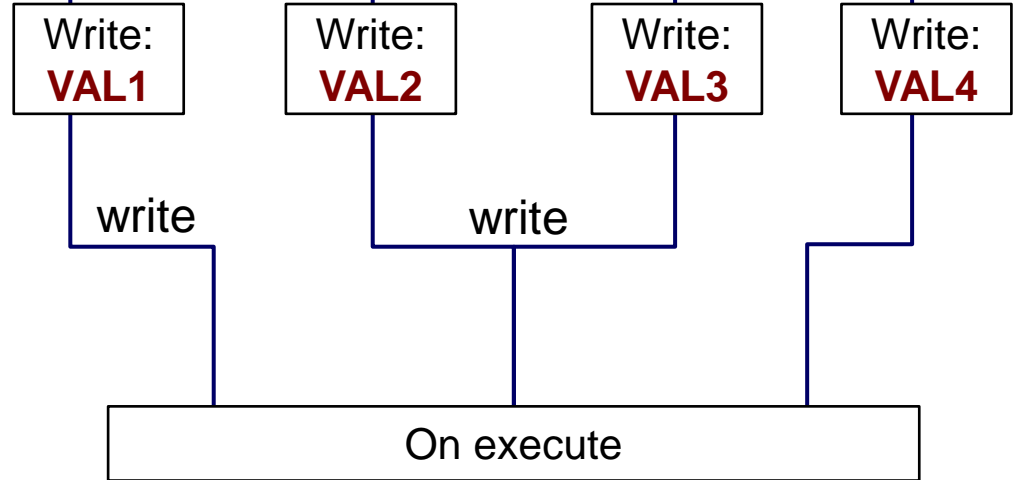 Write:
VAL1
Write:
VAL2
Write:
VAL3
Write:
VAL4
write
write
On execute